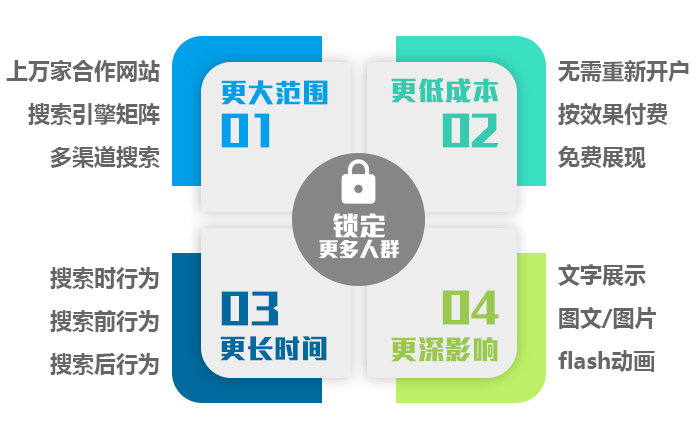 上万家合作网站
搜索引擎矩阵
多渠道搜索
更大范围
01
更低成本
02
无需重新开户
按效果付费
免费展现
锁定
更多人群
搜索时行为
搜索前行为
搜索后行为
03
更长时间
04
更深影响
文字展示
图文/图片
flash动画